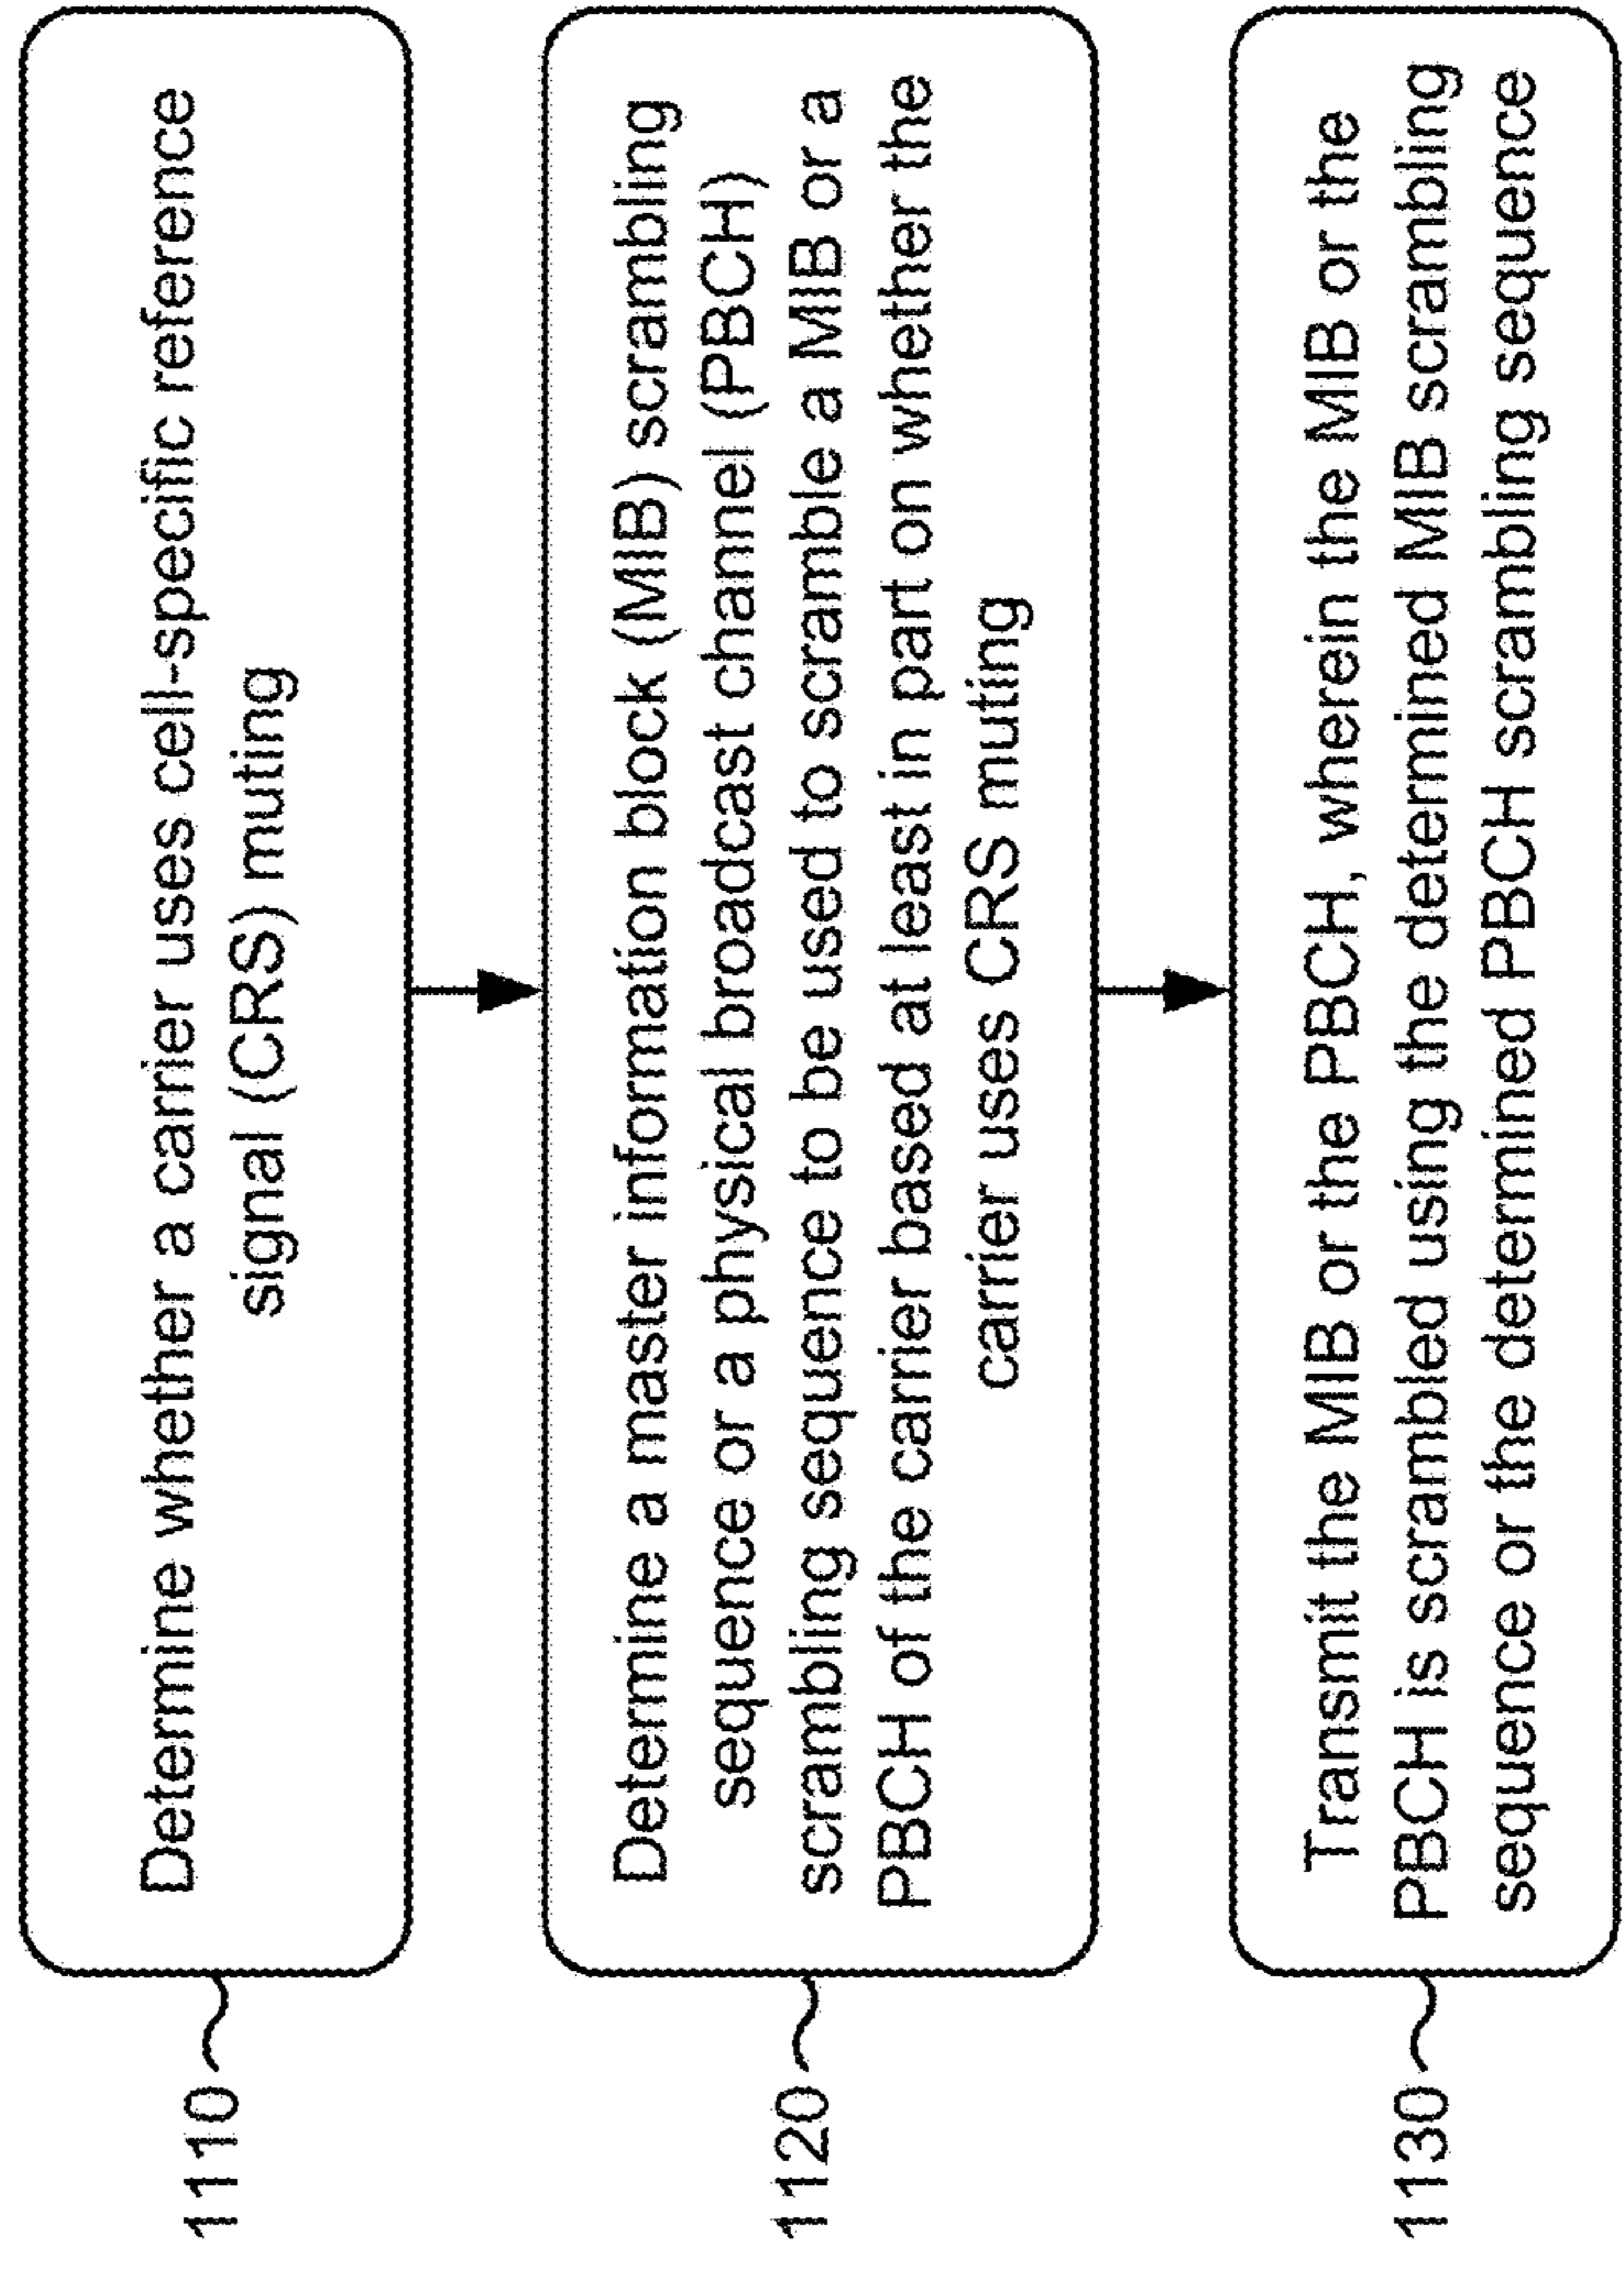 1110
Determine whether a carrier uses cell-specific reference
signal (CRS) muting
1120
Determine a master information block (MIB) scrambling
sequence or a physical broadcast channel (PBCH)
scrambling sequence to be used to scramble a MIB or a
PBCH of the carrier based at least in part on whether the
carrier uses CRS muting
1130
Transmit the MIB or the PBCH, wherein the MIB or the
PBCH is scrambled using the determined MIB scrambling
sequence or the determined PBCH scrambling sequence